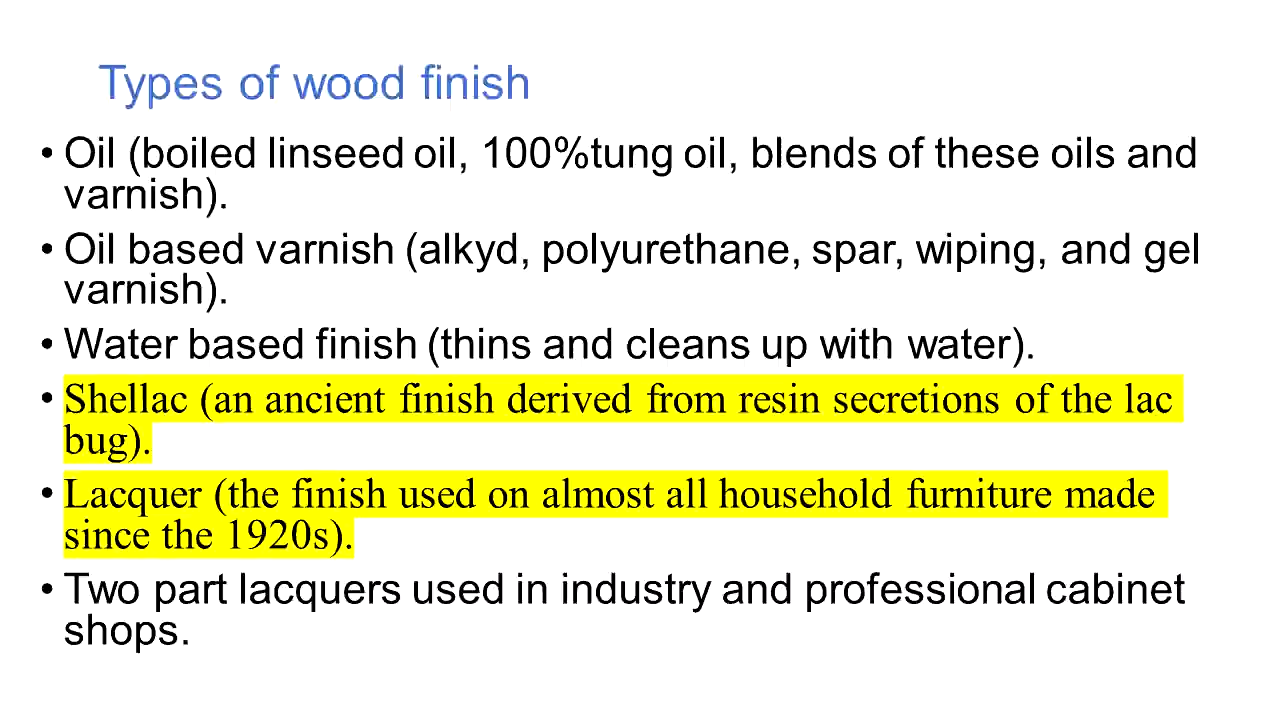 Types of wood finish
• Oil (boiled linseed oil, 100%tung oil, blends of these oils and
varnish).
• Oil based varnish (alkyd, polyurethane, spar, wiping, and gel
varnish).
• Water based finish (thins and cleans up with water).
• Shellac (an ancient finish derived from resin secretions of the lac
bug).
• Lacquer (the finish used on almost all household furniture made
since the 1920s).
• Two part lacquers used in industry and professional cabinet
shops.